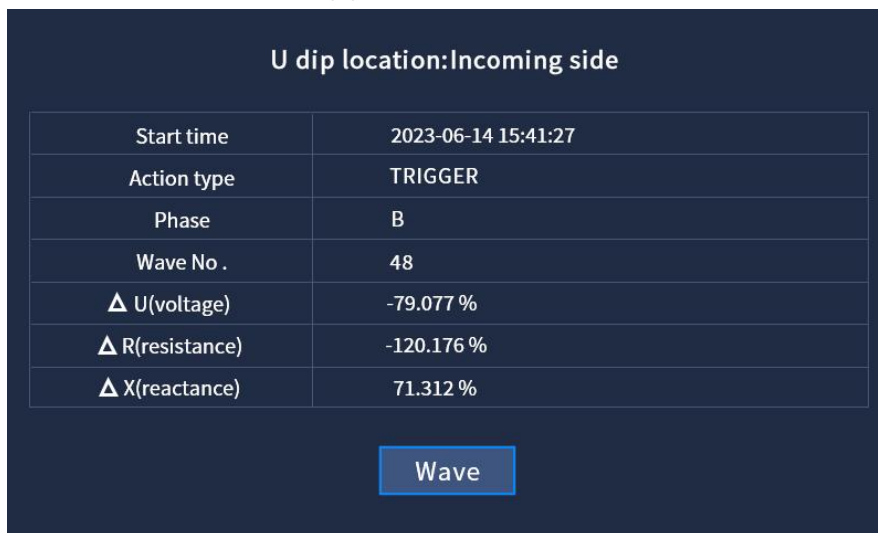 U dip location:Incoming side
Start time 2023-06-14 15:41:27
Action type TRIGGER
Phase B
Wave No . 48
Δ U(voltage) -79.077 %
Δ R(resistance) -120.176 %
Δ X(reactance) 71.312 %
Wave